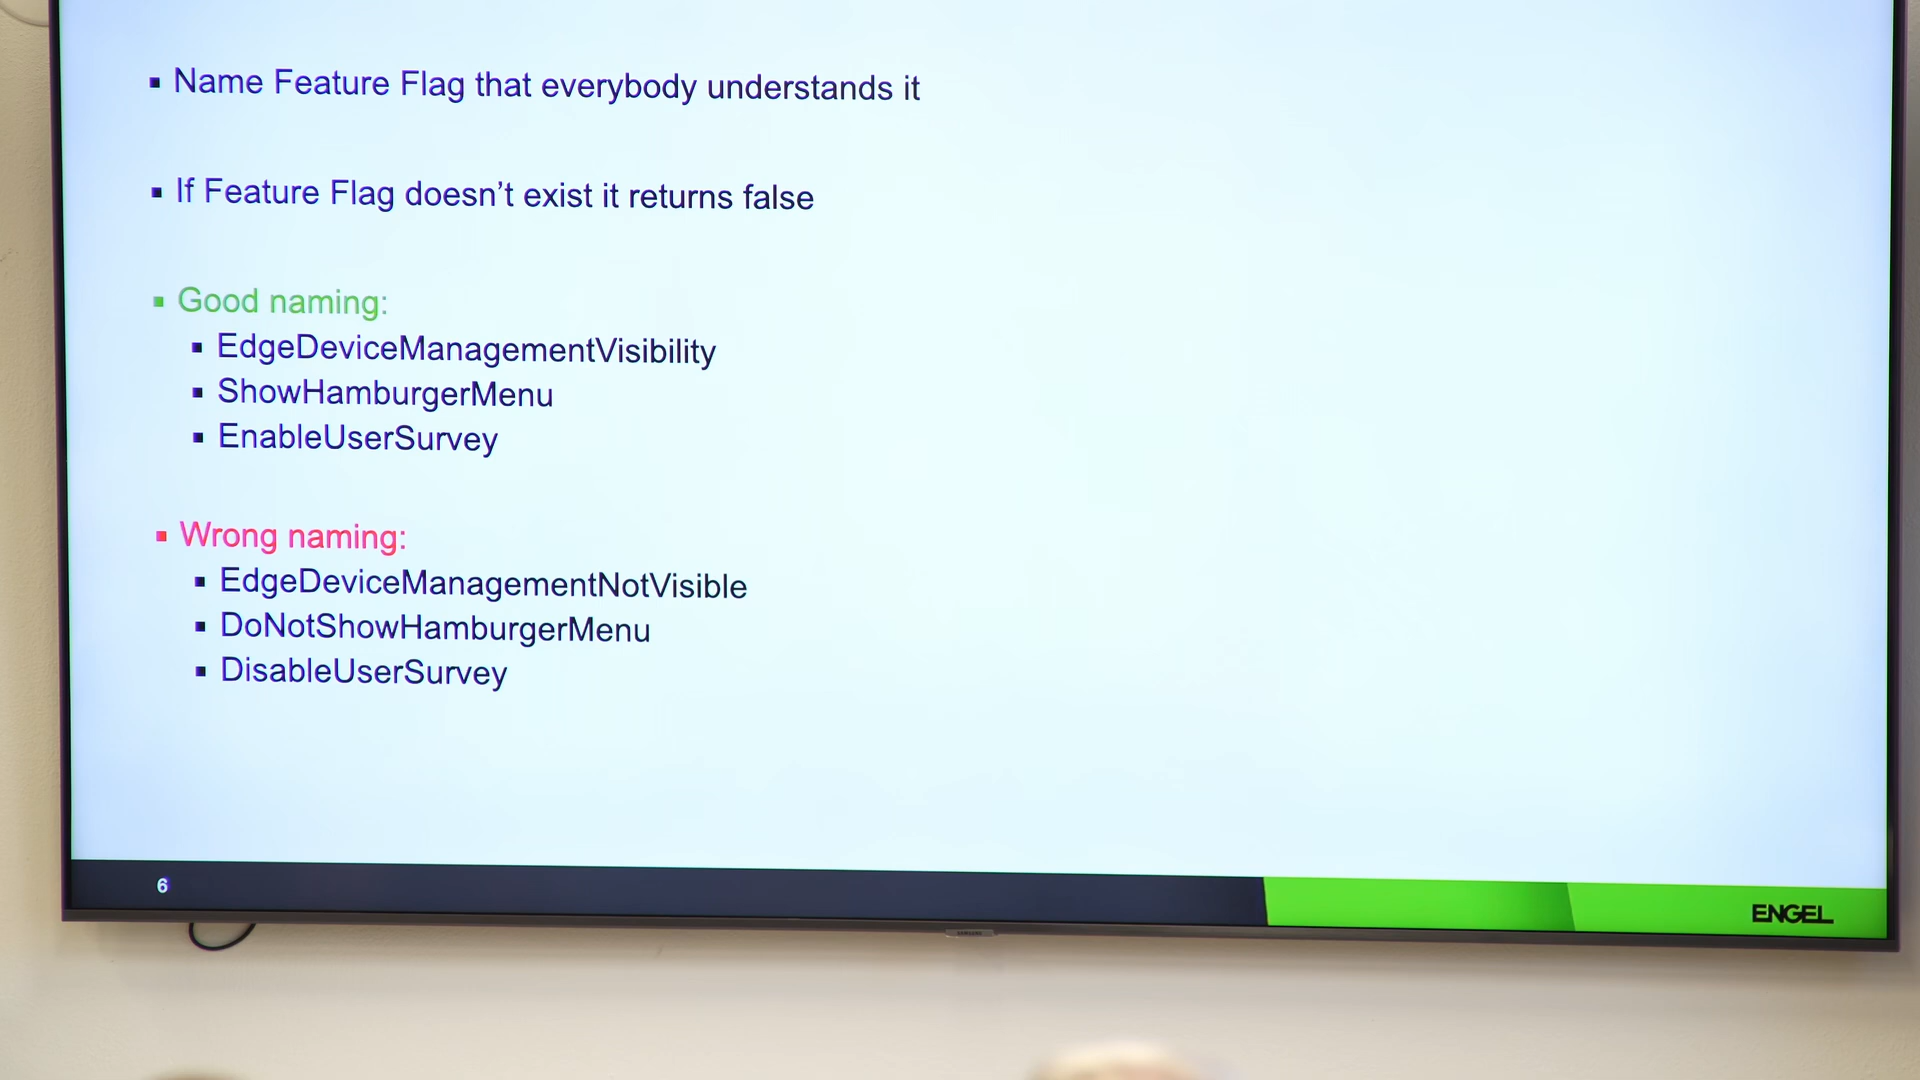 Name Feature Flag that everybody understands it
If Feature Flag doesn't exist it returns false
Good naming:
EdgeDeviceManagementVisibility
ShowHamburgerMenu
EnableUserSurvey
Wrong naming:
EdgeDeviceManagementNotVisible
DoNotShowHamburgerMenu
DisableUserSurvey
6
ENGEL
SAMSUNG